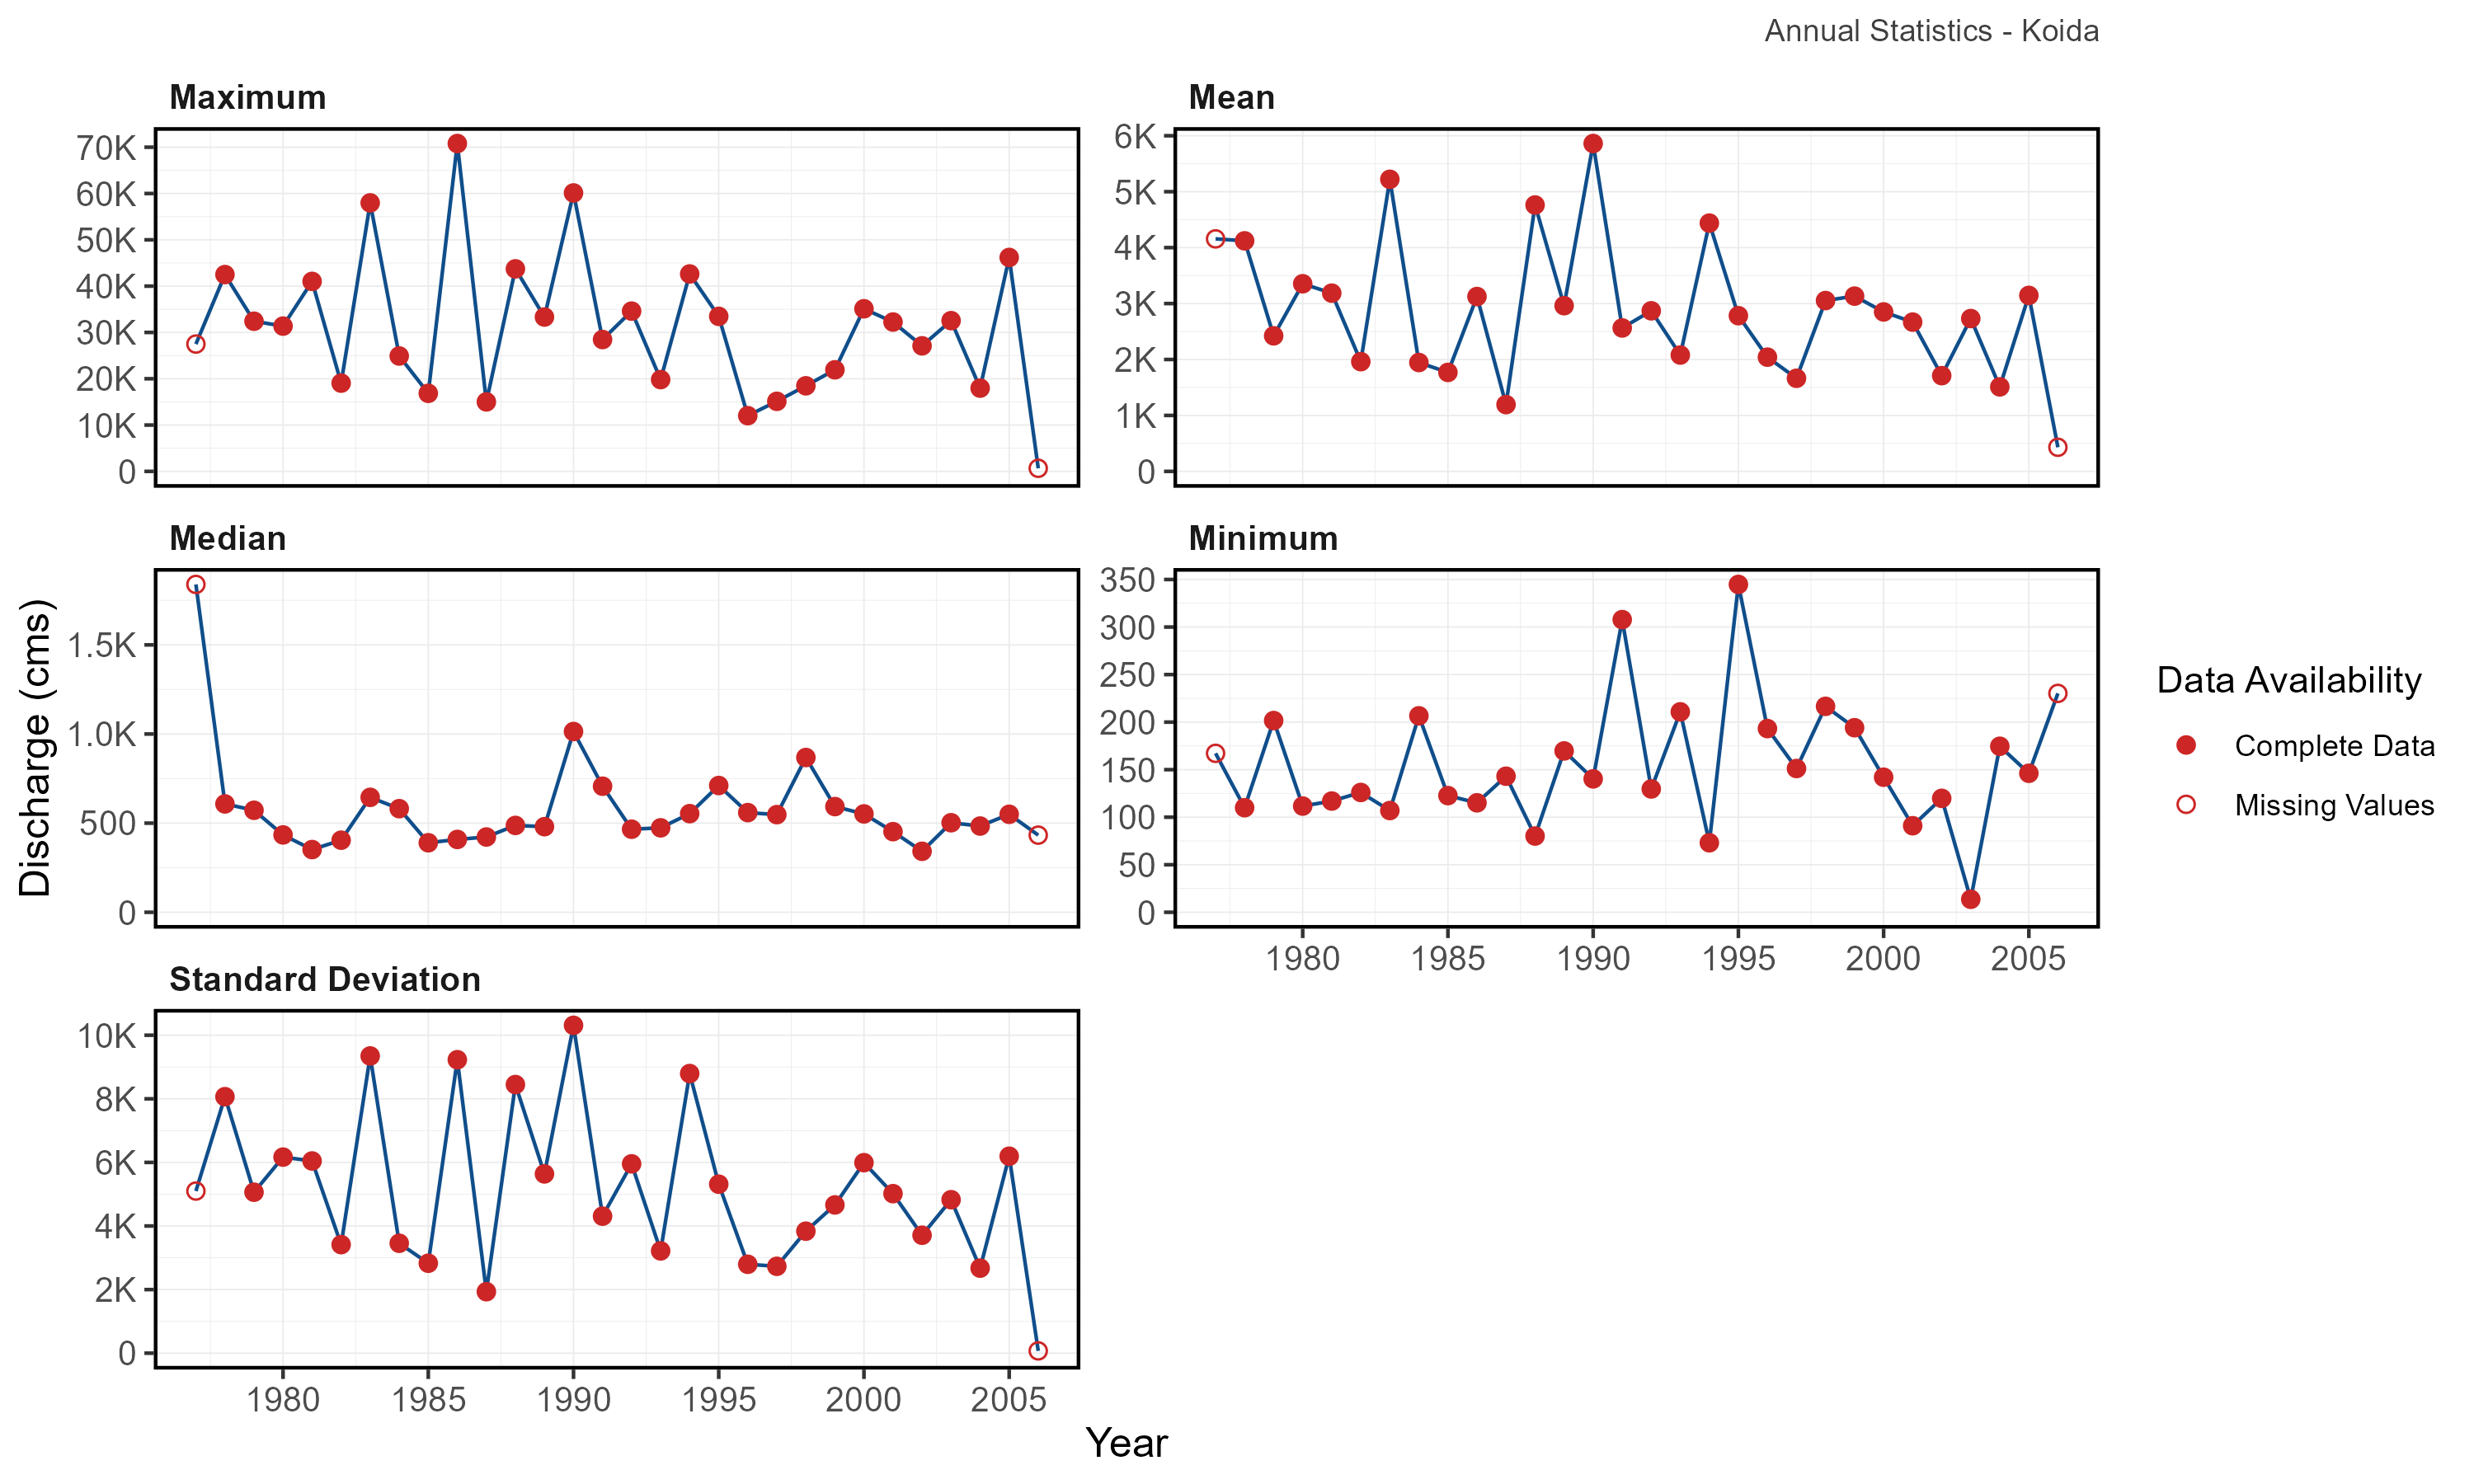 Annual Statistics - Koida
Maximum
70K
60K
50K
40K
30K
20K
10K
0
Mean
6K
5K
4K
3K
2K
1K
0
Discharge (cms)
Median
1.5K
1.0K
500
0
Minimum
350
300
250
200
150
100
50
0
1980 1985 1990 1995 2000 2005
Standard Deviation
10K
8K
6K
4K
2K
0
1980 1985 1990 1995 2000 2005
Year
Data Availability
Complete Data
Missing Values